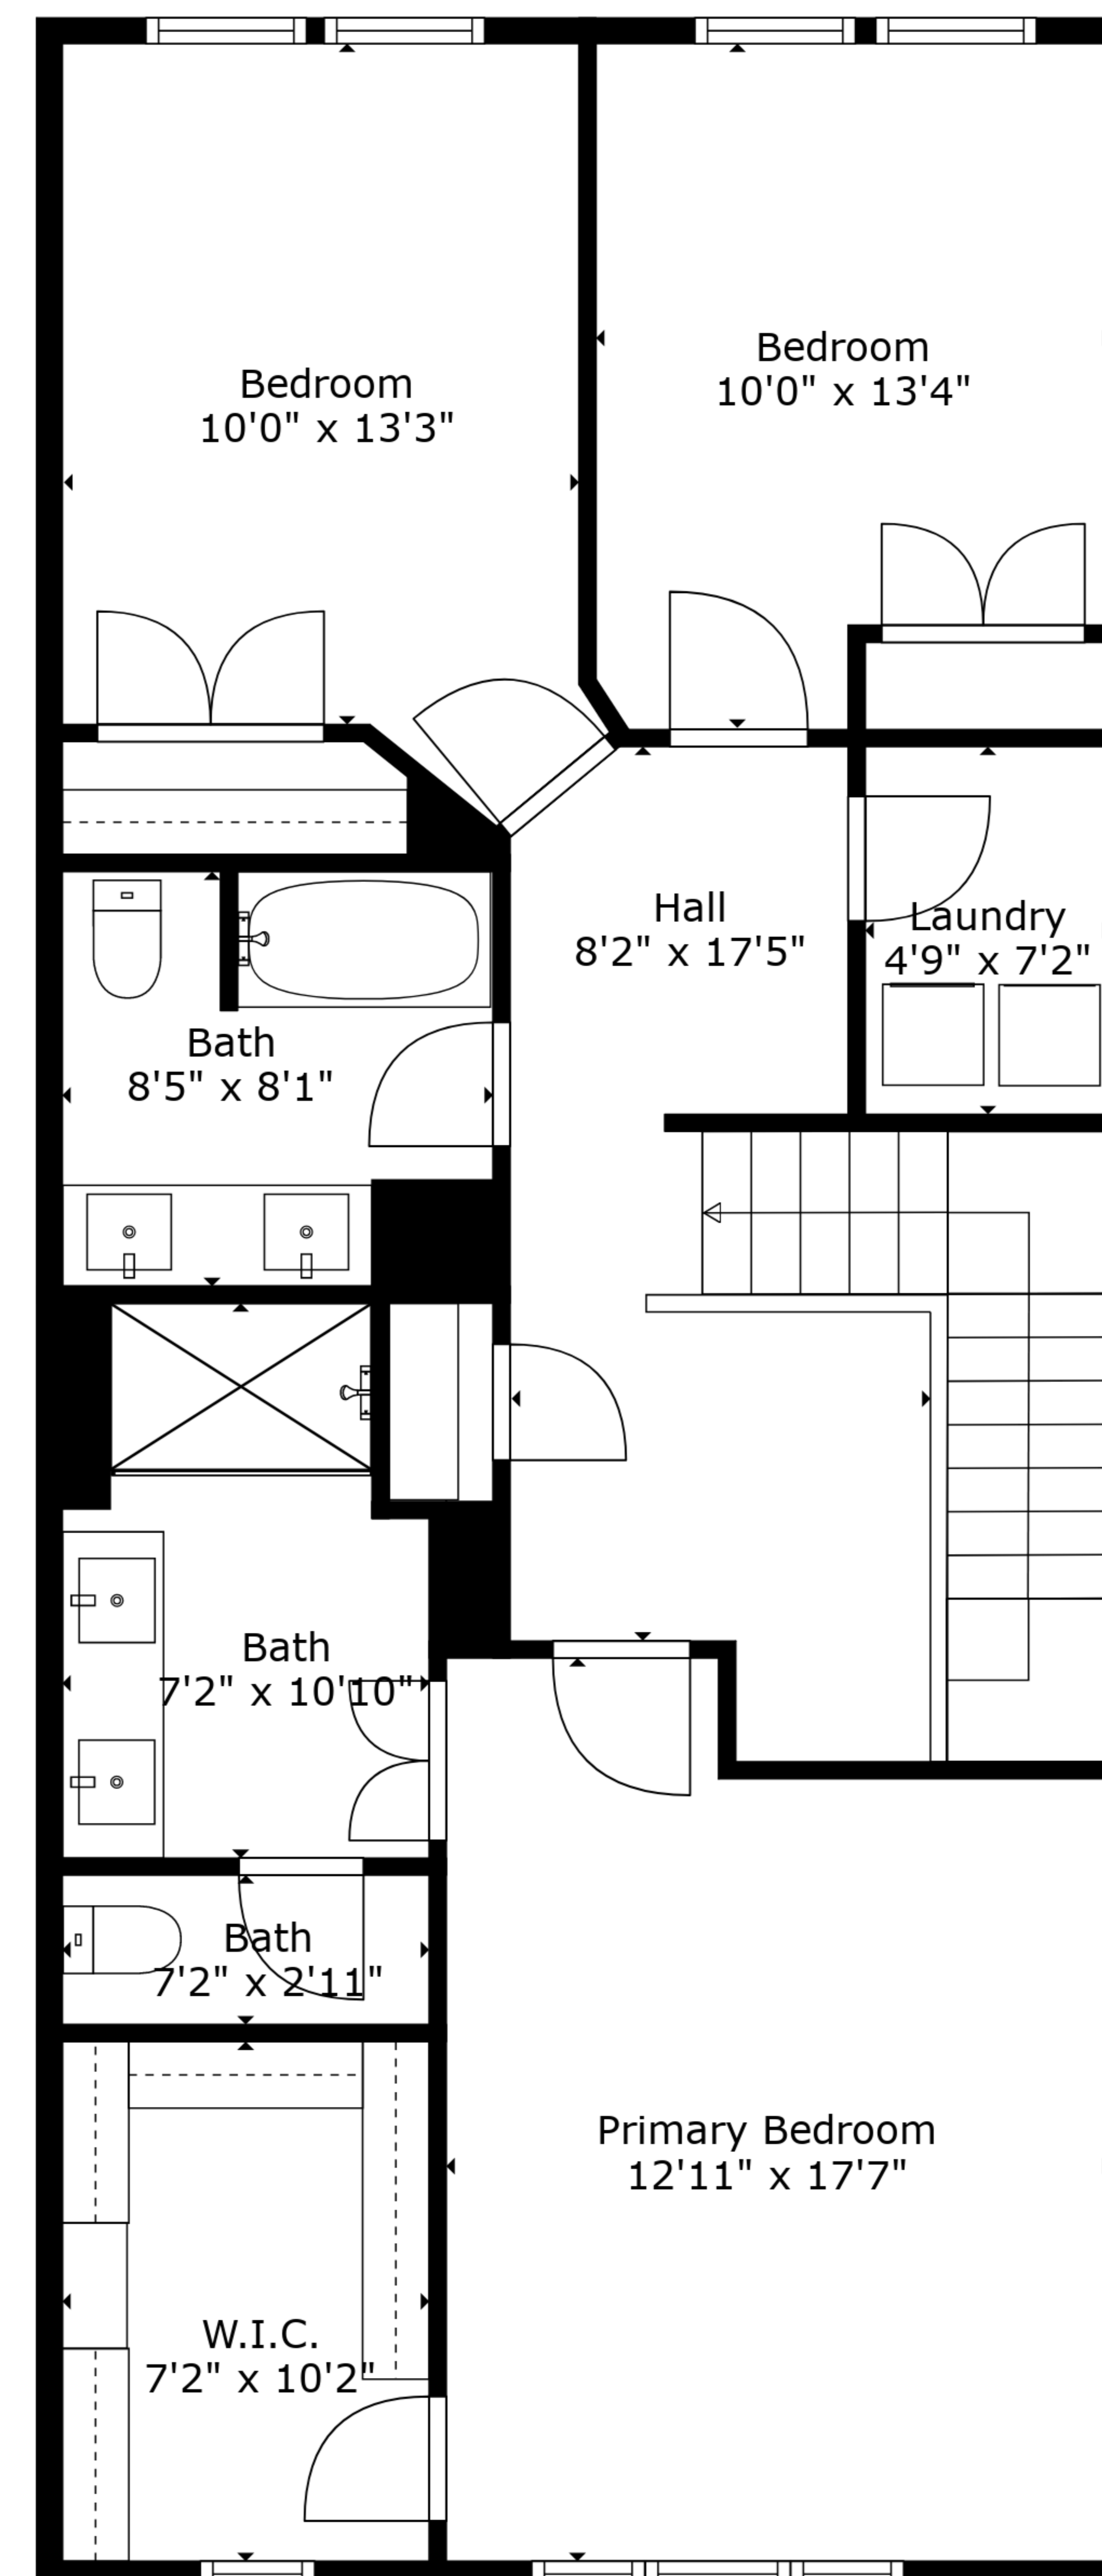 Bedroom
10'0" x 13'4"
Bedroom
10'0" x 13'3"
Hall
8'2" x 17'5"
Laundry
4'9" x 7'2"
Bath
8'5" x 8'1"
Bath
7'2" x 10'10"
Bath
7'2" x 2'11"
Primary Bedroom
12'11" x 17'7"
W.I.C.
7'2" x 10'2"